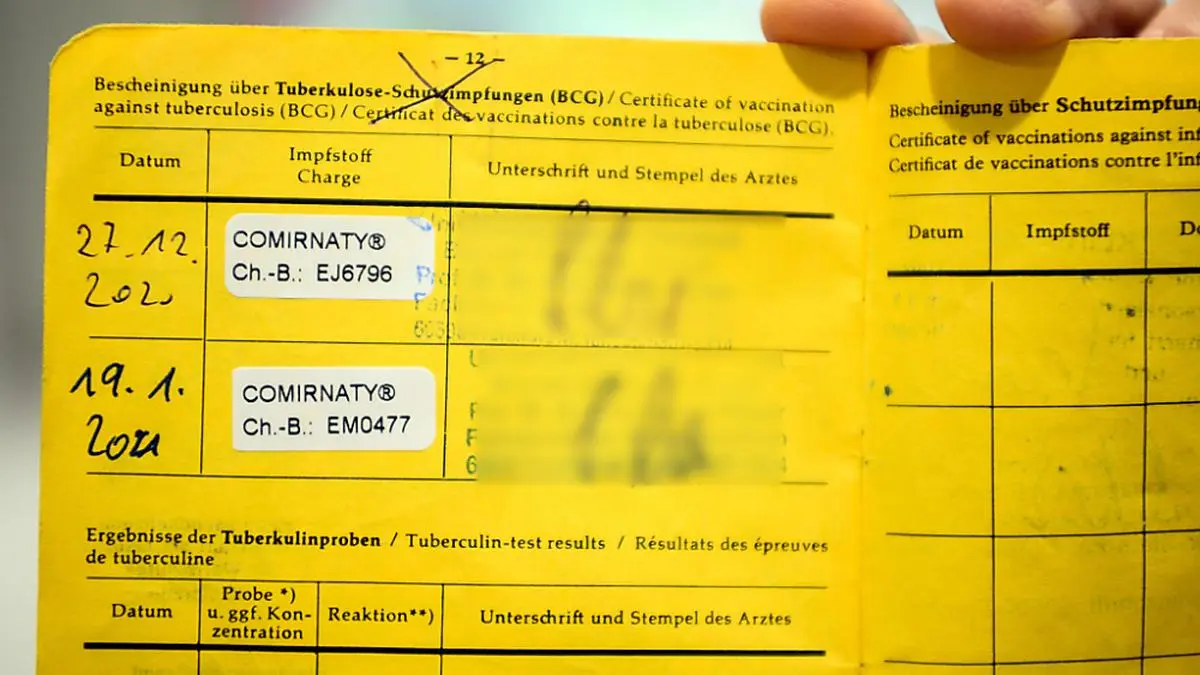 – 12 –
Bescheinigung über Tuberkulose-Schutzimpfungen (BCG) / Certificate of vaccination
against tuberculosis (BCG) / Certificat des vaccinations contre la tuberculose (BCG).
Datum
Impfstoff
Charge
Unterschrift und Stempel des Arztes
27.12.
2020
COMIRNATY®
Ch.-B.: EJ6796
19. 1.
2021
COMIRNATY®
Ch.-B.: EM0477
Ergebnisse der Tuberkulinproben / Tuberculin-test results / Résultats des épreuves
de tuberculine
Datum
Probe *)
u. ggf. Kon-
zentration
Reaktion**)
Unterschrift und Stempel des Arztes
Bescheinigung über Schutzimpfun
Certificate of vaccinations against inf
Certificat de vaccinations contre l'inf
Datum
Impfstoff